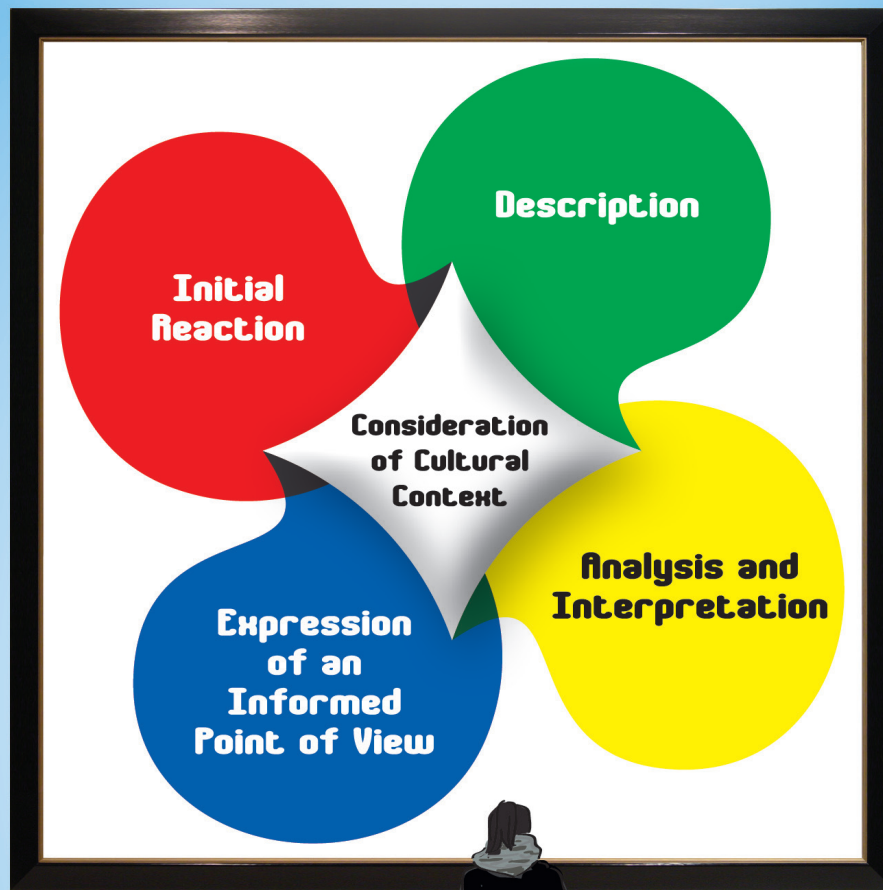 Initial
Reaction
Description
Analysis and
Interpretation
Expression
of an
Informed
Point of View
Consideration
of Cultural
Context